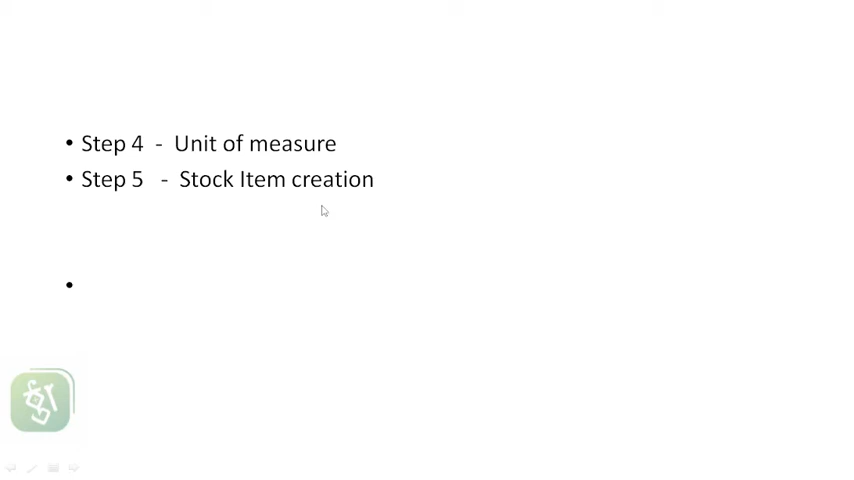 • Step 4 - Unit of measure
• Step 5 - Stock Item creation
•